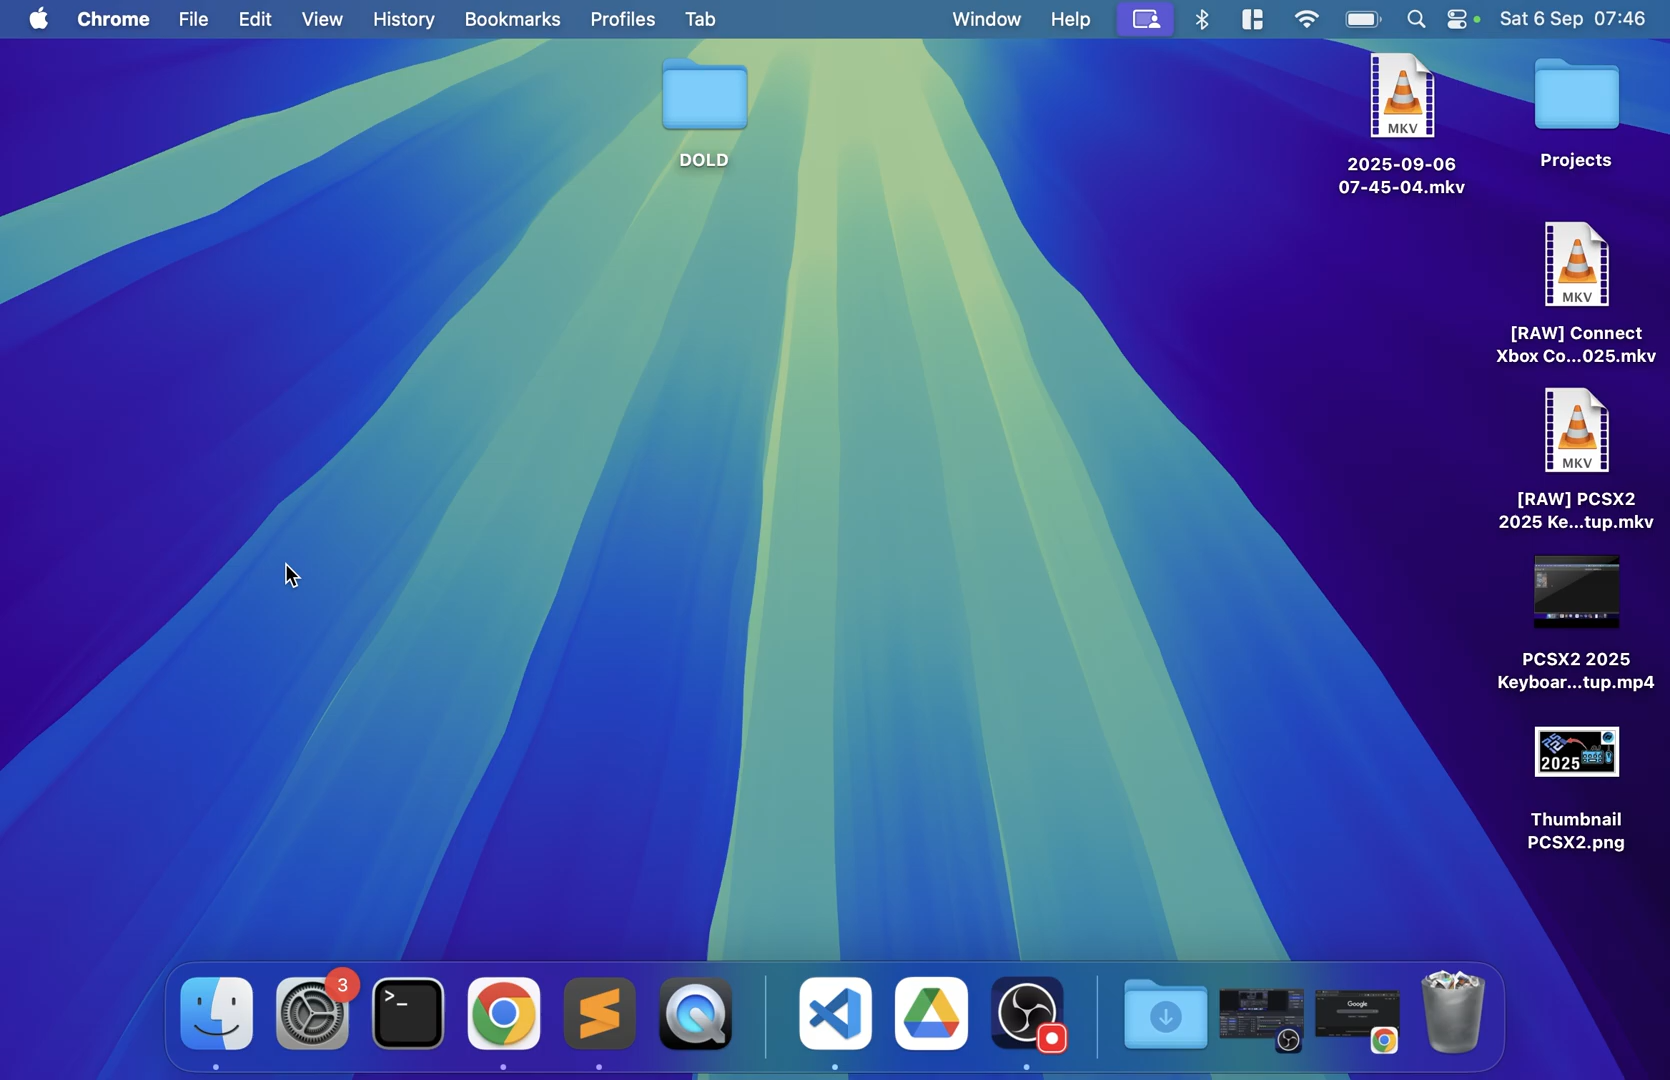 Chrome File Edit View History Bookmarks Profiles Tab Window Help Sat 6 Sep 07:46
DOLD
MKV
2025-09-06
07-45-04.mkv
Projects
MKV
[RAW] Connect
Xbox Co...025.mkv
MKV
[RAW] PCSX2
2025 Ke...tup.mkv
PCSX2 2025
Keyboar...tup.mp4
2025
Thumbnail
PCSX2.png
3
>_
Google